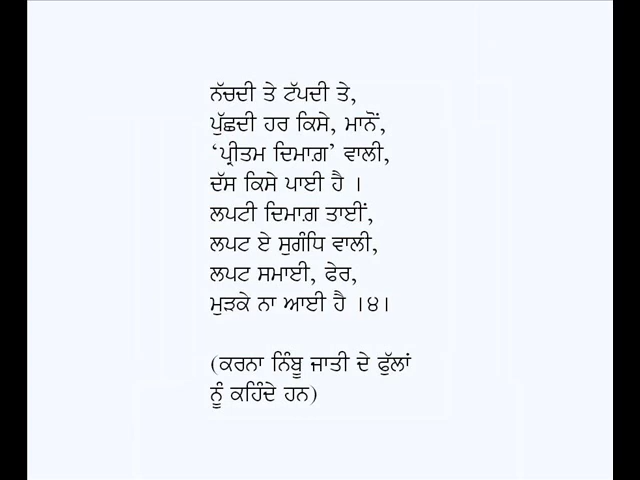 ਨੱਚਦੀ ਤੇ ਟੱਪਦੀ ਤੇ,
ਪੁੱਛਦੀ ਹਰ ਕਿਸੇ, ਮਾਨੋਂ,
‘ਪ੍ਰੀਤਮ ਦਿਮਾਗ਼’ ਵਾਲੀ,
ਦੱਸ ਕਿਸੇ ਪਾਈ ਹੈ ।
ਲਪਟੀ ਦਿਮਾਗ਼ ਤਾਈਂ,
ਲਪਟ ਏ ਸੁਗੰਧਿ ਵਾਲੀ,
ਲਪਟ ਸਮਾਈ, ਫੇਰ,
ਮੁੜਕੇ ਨਾ ਆਈ ਹੈ ।੪।
(ਕਰਨਾ ਨਿੰਬੂ ਜਾਤੀ ਦੇ ਫੁੱਲਾਂ
ਨੂੰ ਕਹਿੰਦੇ ਹਨ)